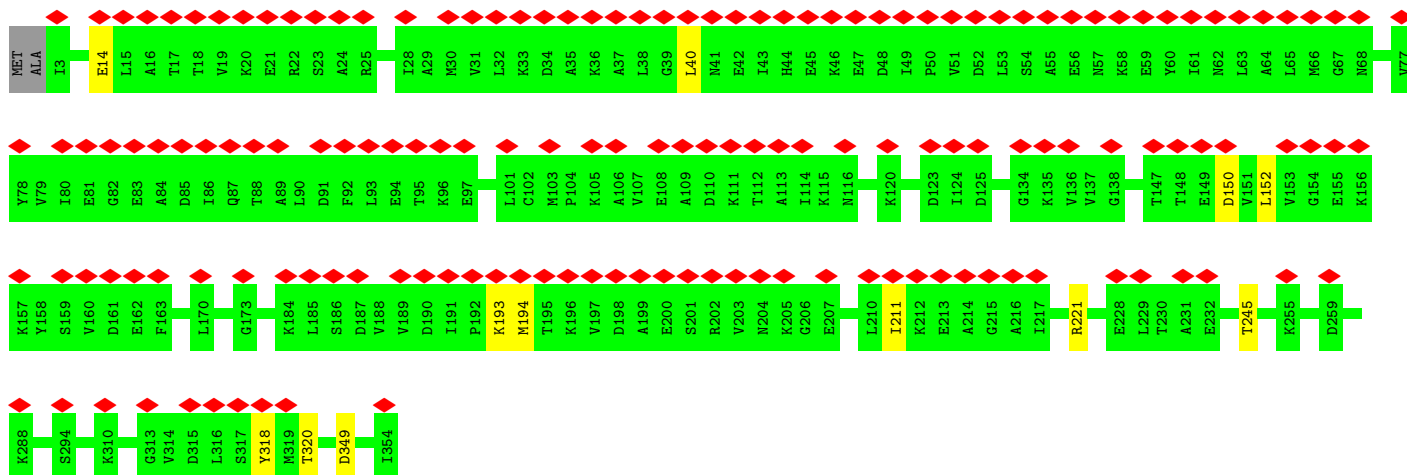 MET ALA I3 E14 L15 A16 T17 T18 V19 K20 E21 R22 S23 A24 R25 I28 A29 M30 V31 L32 K33 D34 A35 K36 A37 L38 G39 L40 N41 E42 I43 H44 E45 K46 E47 D48 I49 P50 V51 D52 L53 S54 A55 E56 N57 K58 E59 Y60 I61 N62 L63 A64 L65 M66 G67 N68 V77
Y78 V79 I80 E81 G82 E83 A84 D85 I86 Q87 T88 A89 L90 D91 F92 L93 E94 T95 K96 E97 L101 C102 M103 P104 K105 A106 V107 E108 A109 D110 K111 T112 A113 I114 K115 N116 K120 D123 I124 D125 G134 K135 V136 V137 G138 T147 T148 E149 D150 V151 L152 V153 G154 E155 K156
K157 Y158 S159 V160 D161 E162 F163 L170 G173 K184 L185 S186 D187 V188 V189 D190 I191 P192 K193 M194 T195 K196 V197 D198 A199 E200 S201 R202 V203 N204 K205 G206 E207 L210 I211 K212 E213 A214 G215 A216 I217 R221 E228 L229 T230 A231 E232 T245 K255 D259
K288 S294 K310 G313 V314 D315 L316 S317 Y318 M319 T320 D349 I354